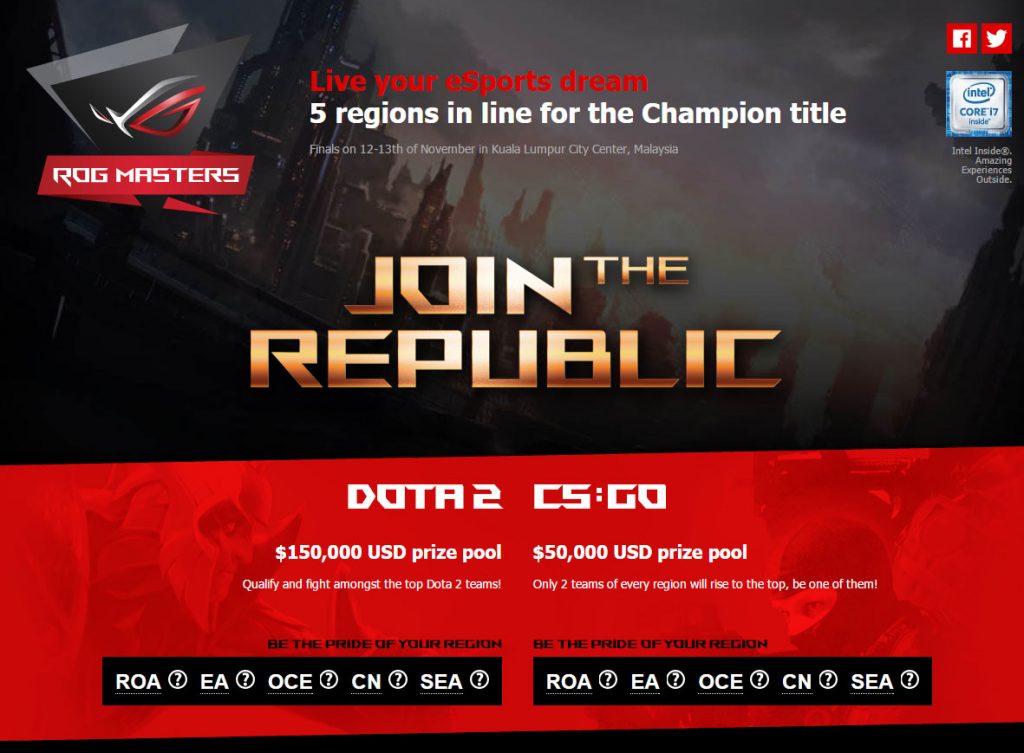 Live your eSports dream
5 regions in line for the Champion title
Finals on 12-13th of November in Kuala Lumpur City Center, Malaysia
ROG MASTERS
intel
CORE i7
inside
Intel Inside®.
Amazing
Experiences
Outside.
JOIN THE
REPUBLIC
DOTA 2
$150,000 USD prize pool
Qualify and fight amongst the top Dota 2 teams!
BE THE PRIDE OF YOUR REGION
ROA ? EA ? OCE ? CN ? SEA ?
CS:GO
$50,000 USD prize pool
Only 2 teams of every region will rise to the top, be one of them!
BE THE PRIDE OF YOUR REGION
ROA ? EA ? OCE ? CN ? SEA ?